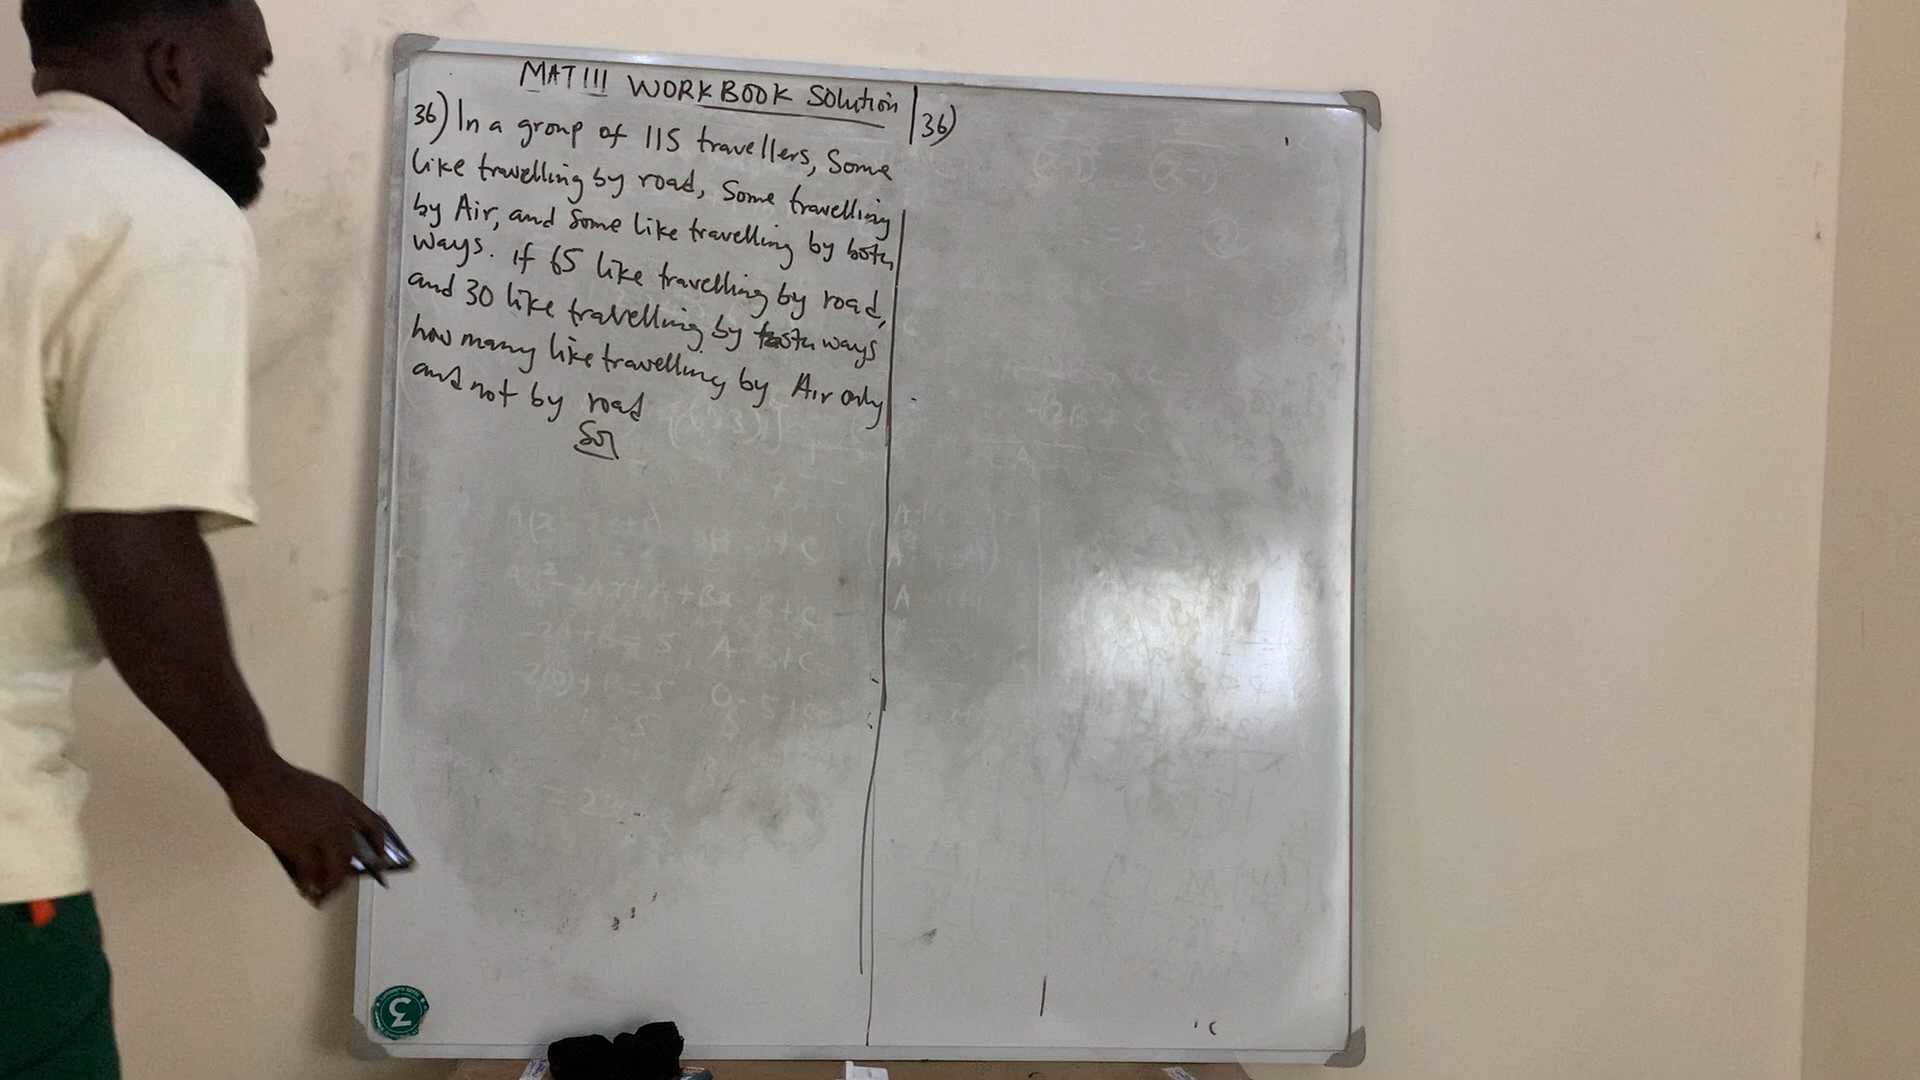 MAT111 WORKBOOK Solution
36) In a group of 115 travellers, Some
like travelling by road, Some travelling
by Air, and some like travelling by both
ways. If 65 like travelling by road,
and 30 like travelling by both ways
how many like travelling by Air only
and not by road
Sol
36)